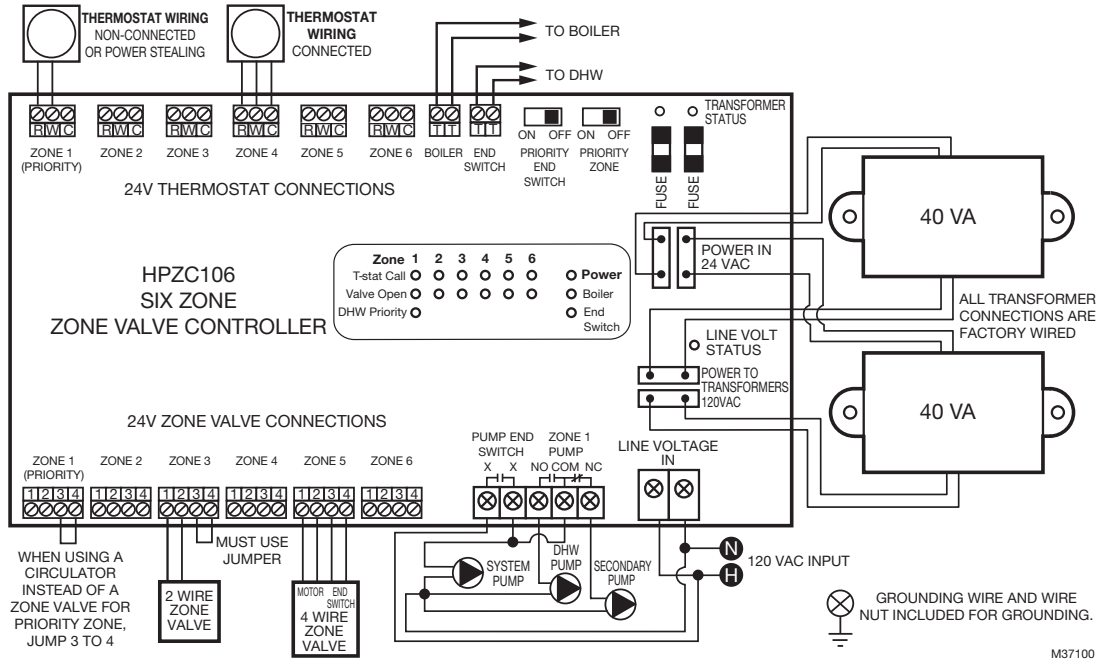 THERMOSTAT WIRING
NON-CONNECTED
OR POWER STEALING
THERMOSTAT
WIRING
CONNECTED
TO BOILER
TO DHW
R W C
R W C
R W C
R W C
R W C
R W C
T T
T T
ZONE 1
(PRIORITY)
ZONE 2
ZONE 3
ZONE 4
ZONE 5
ZONE 6
BOILER
END
SWITCH
ON OFF
PRIORITY
END
SWITCH
ON OFF
PRIORITY
ZONE
TRANSFORMER
STATUS
FUSE
FUSE
24V THERMOSTAT CONNECTIONS
40 VA
POWER IN
24 VAC
HPZC106
SIX ZONE
ZONE VALVE CONTROLLER
Zone 1 2 3 4 5 6
T-stat Call
Valve Open
DHW Priority
Power
Boiler
End
Switch
ALL TRANSFORMER
CONNECTIONS ARE
FACTORY WIRED
LINE VOLT
STATUS
POWER TO
TRANSFORMERS
120VAC
40 VA
24V ZONE VALVE CONNECTIONS
ZONE 1
(PRIORITY)
ZONE 2
ZONE 3
ZONE 4
ZONE 5
ZONE 6
1 2 3 4
1 2 3 4
1 2 3 4
1 2 3 4
1 2 3 4
1 2 3 4
PUMP END
SWITCH
X X
ZONE 1
PUMP
NO COM NC
LINE VOLTAGE
IN
WHEN USING A
CIRCULATOR
INSTEAD OF A
ZONE VALVE FOR
PRIORITY ZONE,
JUMP 3 TO 4
MUST USE
JUMPER
2 WIRE
ZONE
VALVE
MOTOR
END
SWITCH
4 WIRE
ZONE
VALVE
SYSTEM
PUMP
DHW
PUMP
SECONDARY
PUMP
N
H
120 VAC INPUT
GROUNDING WIRE AND WIRE
NUT INCLUDED FOR GROUNDING.
M37100